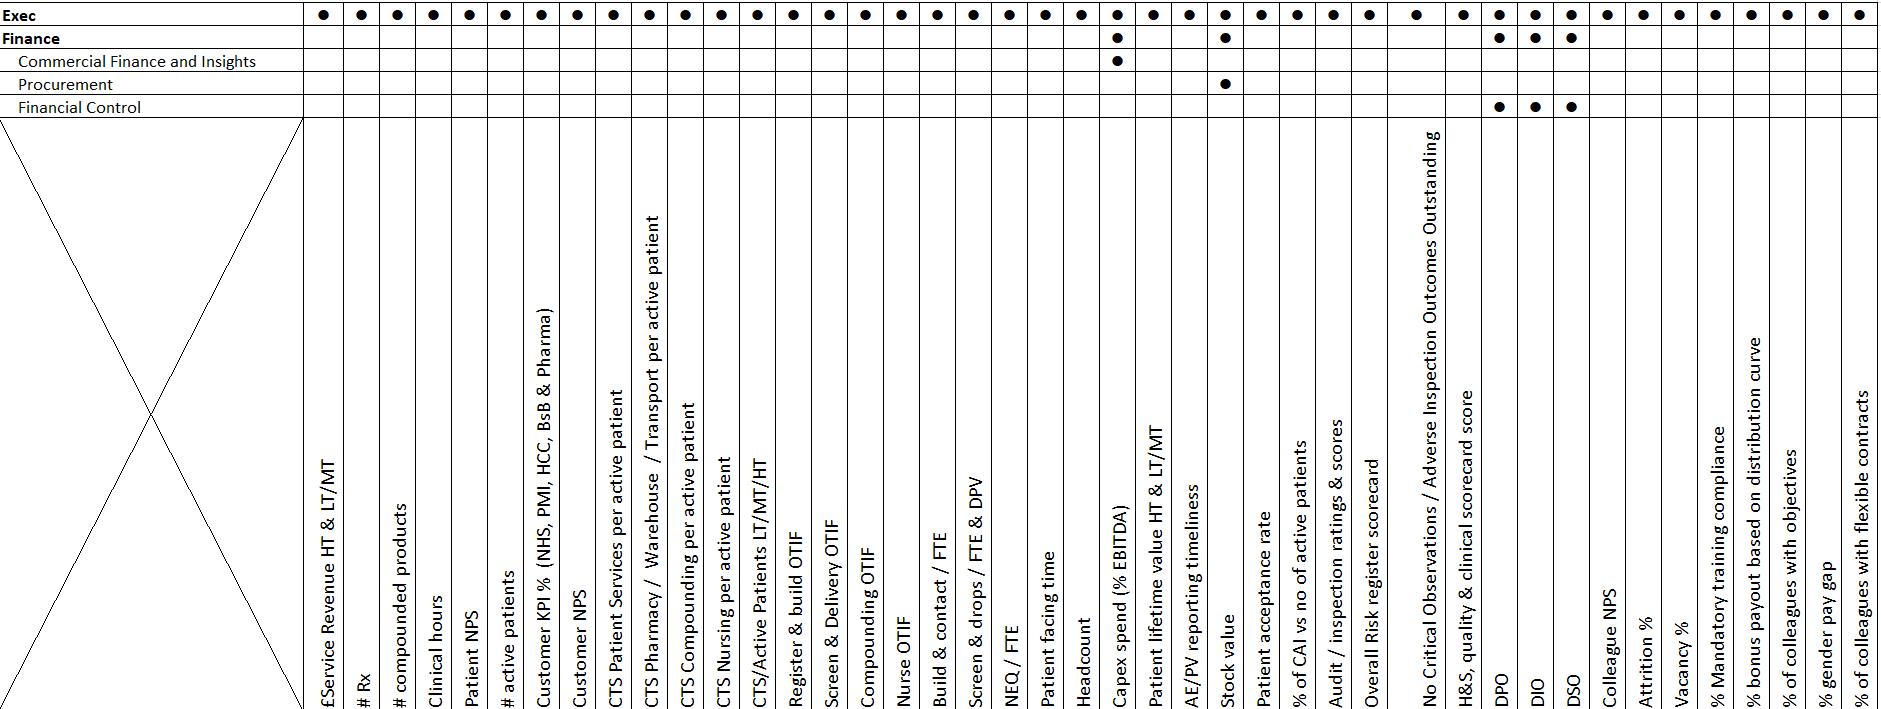 Exec ● ● ● ● ● ● ● ● ● ● ● ● ● ● ● ● ● ● ● ● ● ● ● ● ● ● ● ● ● ● ● ● ● ● ● ● ● ● ● ● ● ● ●
Finance ● ● ● ● ●
Commercial Finance and Insights ●
Procurement ●
Financial Control ● ● ●
£Service Revenue HT & LT/MT
# Rx
# compounded products
Clinical hours
Patient NPS
# active patients
Customer KPI % (NHS, PMI, HCC, BsB & Pharma)
Customer NPS
CTS Patient Services per active patient
CTS Pharmacy / Warehouse / Transport per active patient
CTS Compounding per active patient
CTS Nursing per active patient
CTS/Active Patients LT/MT/HT
Register & build OTIF
Screen & Delivery OTIF
Compounding OTIF
Nurse OTIF
Build & contact / FTE
Screen & drops / FTE & DPV
NEQ / FTE
Patient facing time
Headcount
Capex spend (% EBITDA)
Patient lifetime value HT & LT/MT
AE/PV reporting timeliness
Stock value
Patient acceptance rate
% of CAI vs no of active patients
Audit / inspection ratings & scores
Overall Risk register scorecard
No Critical Observations / Adverse Inspection Outcomes Outstanding
H&S, quality & clinical scorecard score
DPO
DIO
DSO
Colleague NPS
Attrition %
Vacancy %
% Mandatory training compliance
% bonus payout based on distribution curve
% of colleagues with objectives
% gender pay gap
% of colleagues with flexible contracts